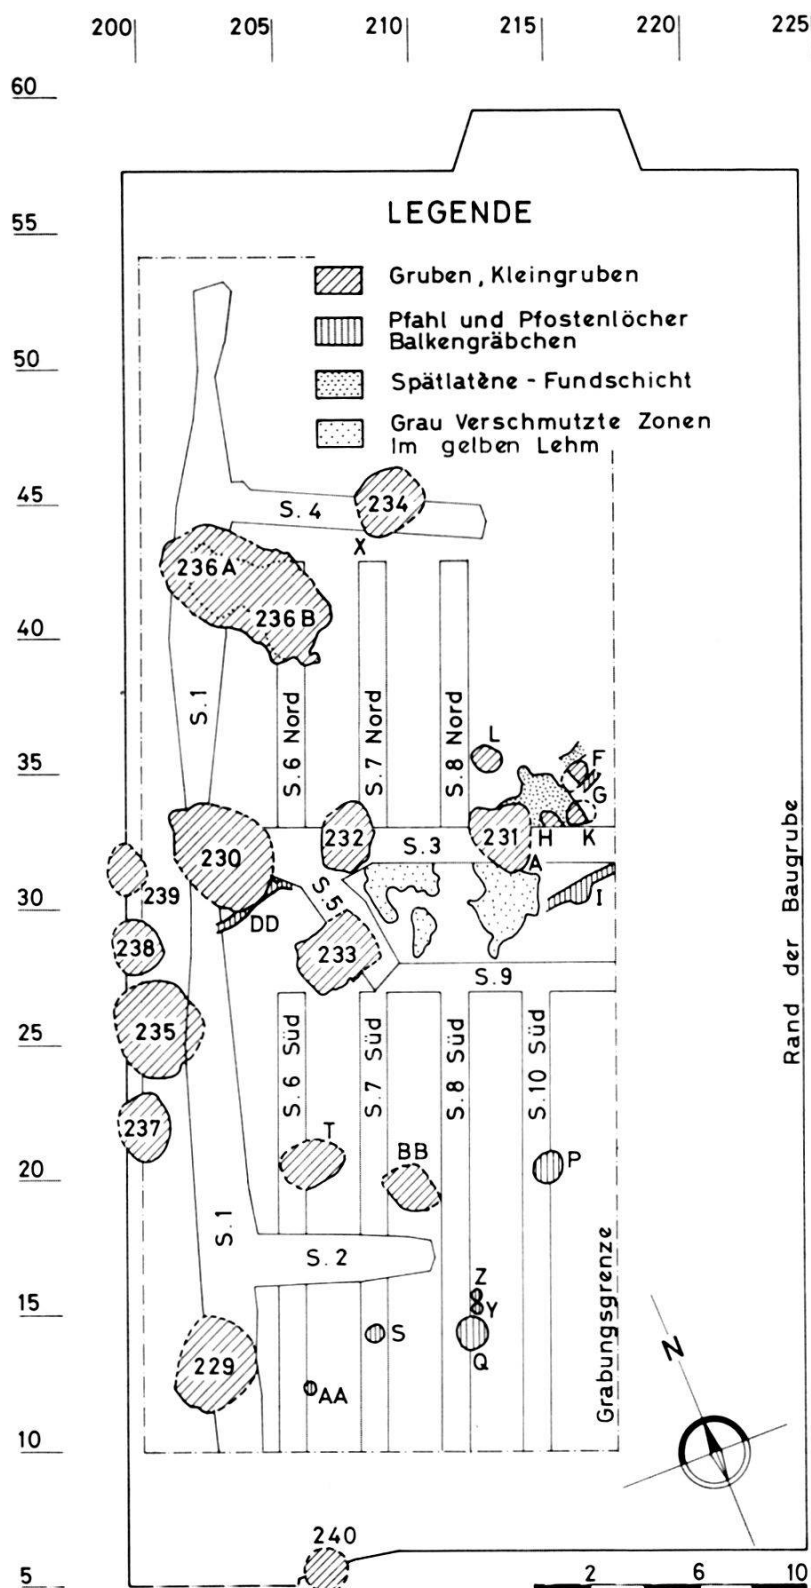 200 205 210 215 220 225
60
55
LEGENDE
Gruben, Kleingruben
Pfahl und Pfostenlöcher
Balkengräbchen
50
Spätlatène - Fundschicht
Grau Verschmutzte Zonen
Im gelben Lehm
45
234
S. 4
X
236 A
236 B
40
S. 1
S. 6 Nord
S. 7 Nord
S. 8 Nord
L
F
35
G
230
232
S. 3
231
H
K
A
30
239
S. 5
I
DD
238
233
S. 9
Rand der Baugrube
235
25
S. 6 Süd
S. 7 Süd
S. 8 Süd
S. 10 Süd
237
T
BB
P
20
S. 1
S. 2
Z
15
Y
S
Q
229
AA
Grabungsgrenze
N
10
240
5
2 6 10